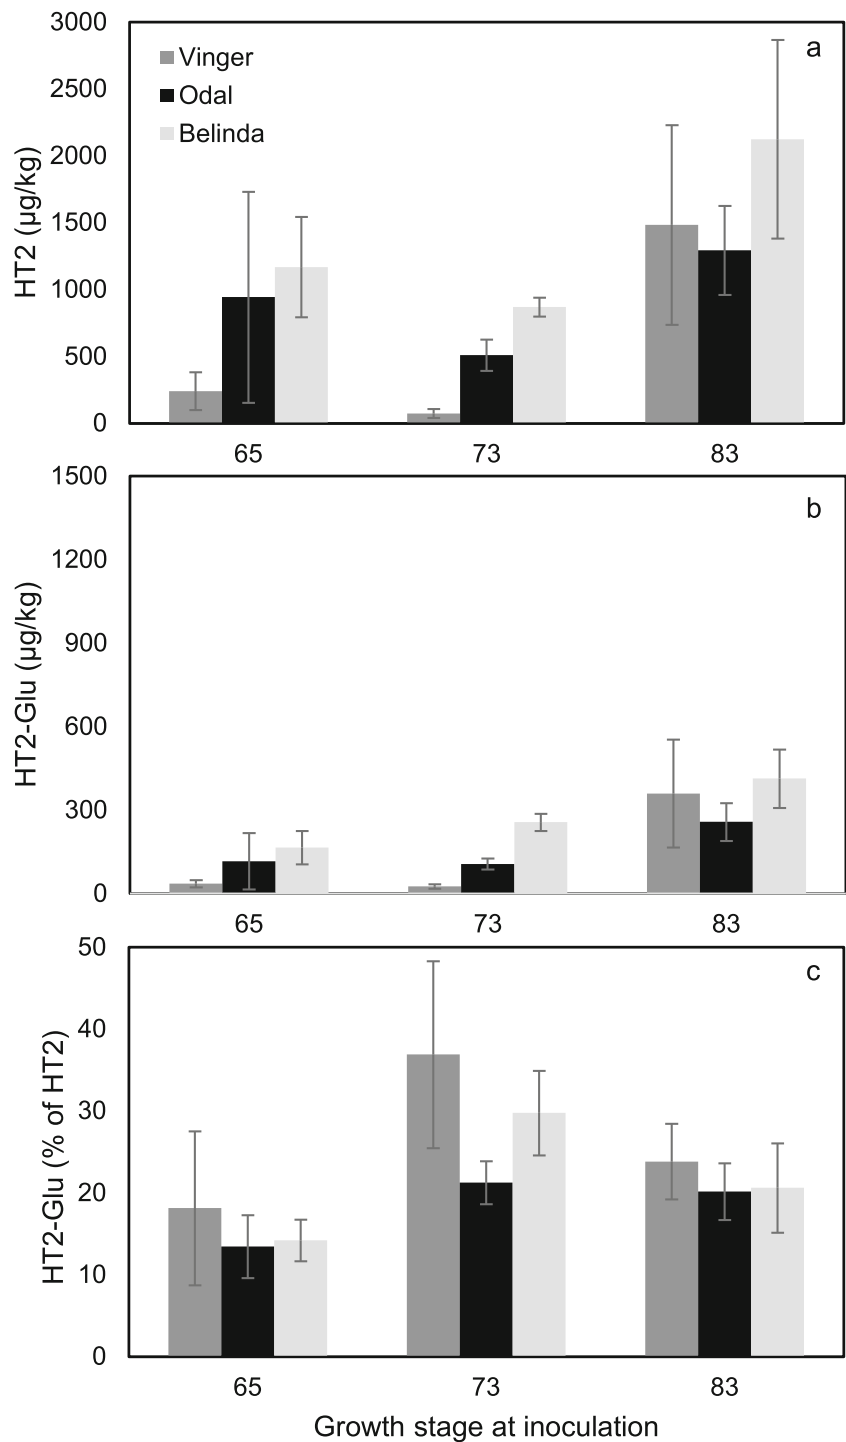 3000
2500
2000
1500
1000
500
0
HT2 (µg/kg)
Vinger
Odal
Belinda
a
65 73 83
1500
1200
900
600
300
0
HT2-Glu (µg/kg)
b
65 73 83
50
40
30
20
10
0
HT2-Glu (% of HT2)
c
65 73 83
Growth stage at inoculation